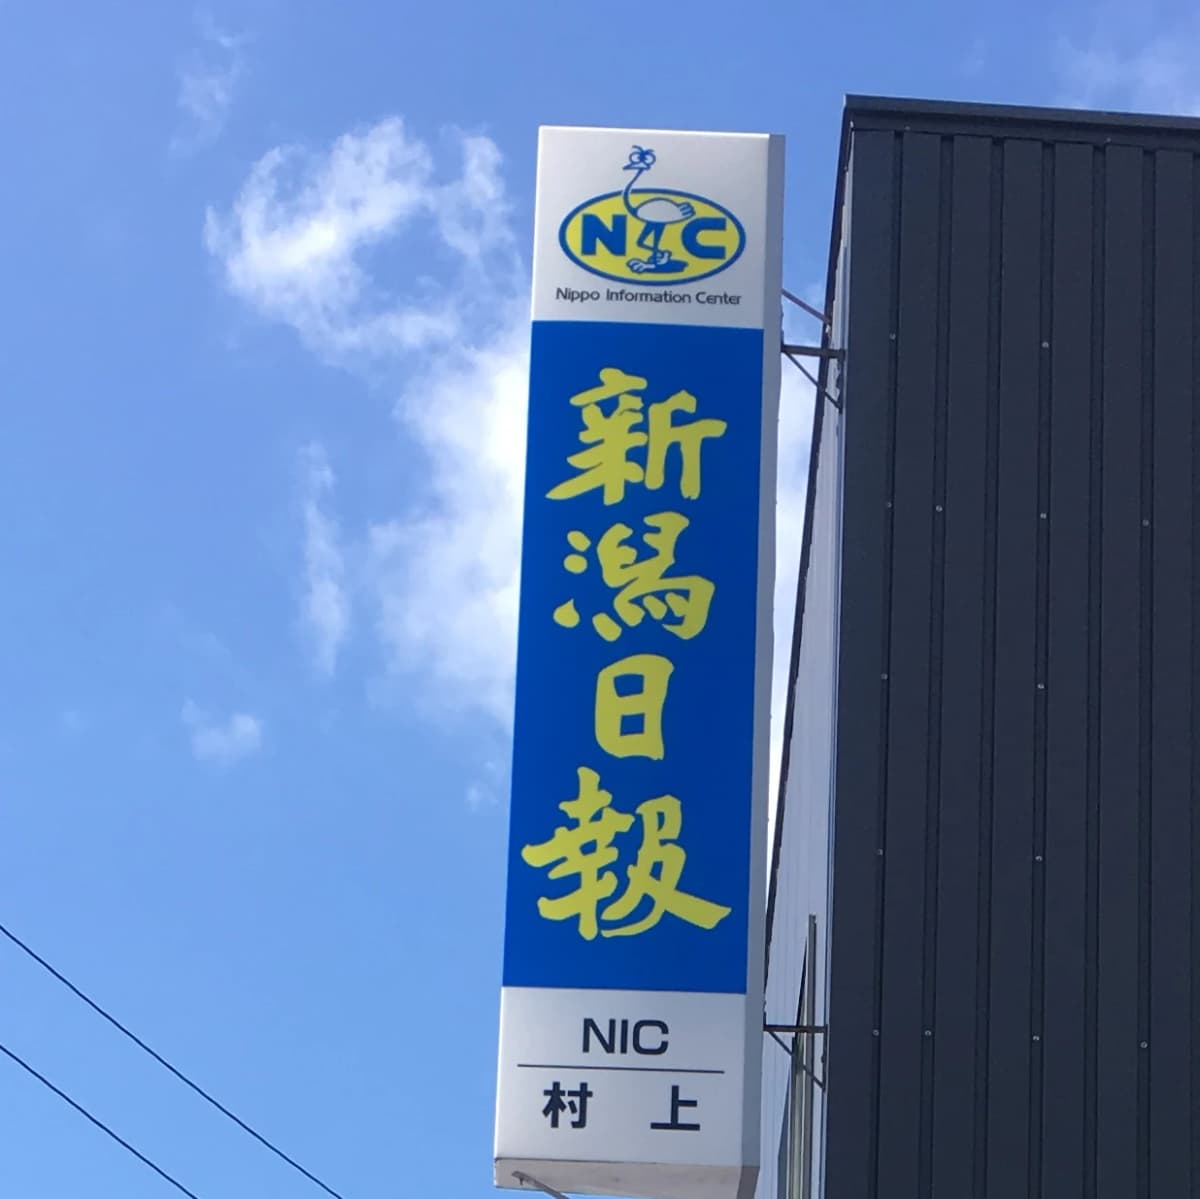 NIC
Nippo Information Center
新潟日報
NIC
村上